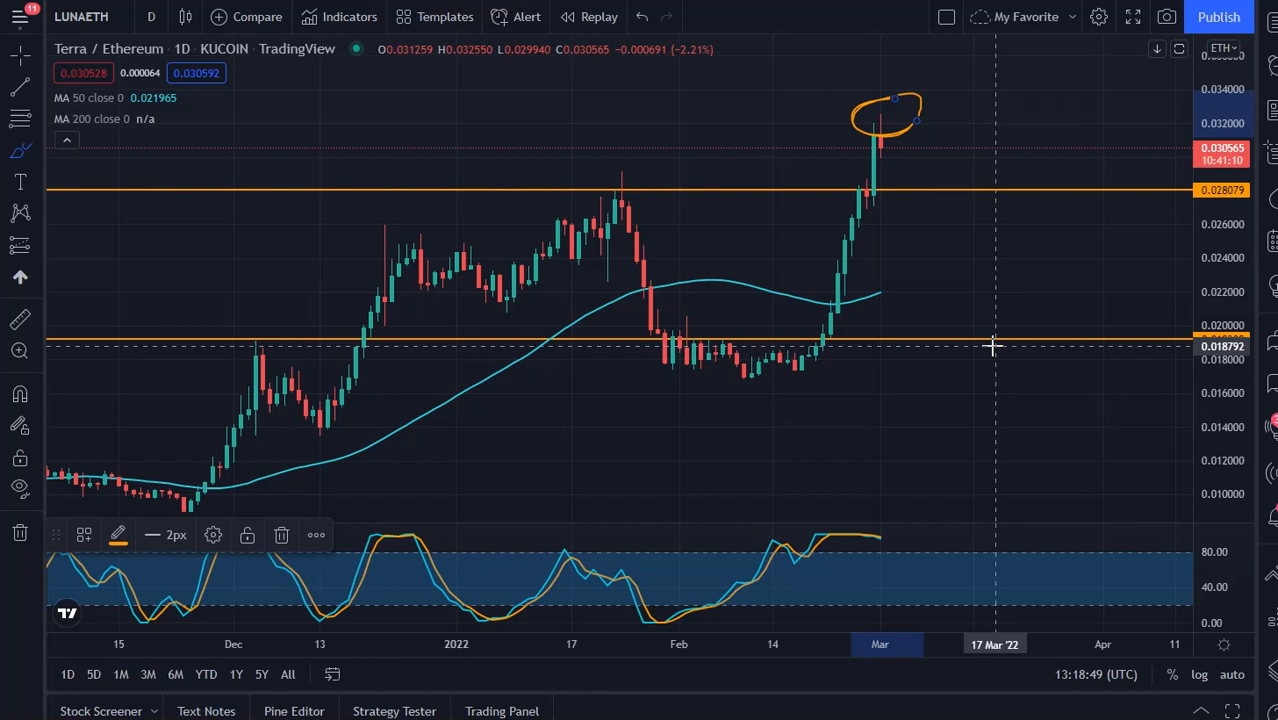 11
LUNAETH D Compare Indicators Templates Alert Replay My Favorite Publish
Terra / Ethereum · 1D · KUCOIN · TradingView O0.031259 H0.032550 L0.029940 C0.030565 −0.000691 (−2.21%)
ETH
0.030528 0.000064 0.030592
MA 50 close 0 0.021965
MA 200 close 0 n/a
0.034000
0.032000
0.030565
10:41:10
0.028079
0.026000
0.024000
0.022000
0.020000
0.018792
0.018000
0.016000
0.014000
0.012000
0.010000
2px
80.00
40.00
0.00
15 Dec 13 2022 17 Feb 14 Mar 17 Mar '22 Apr 11
1D 5D 1M 3M 6M YTD 1Y 5Y All 13:18:49 (UTC) % log auto
Stock Screener Text Notes Pine Editor Strategy Tester Trading Panel